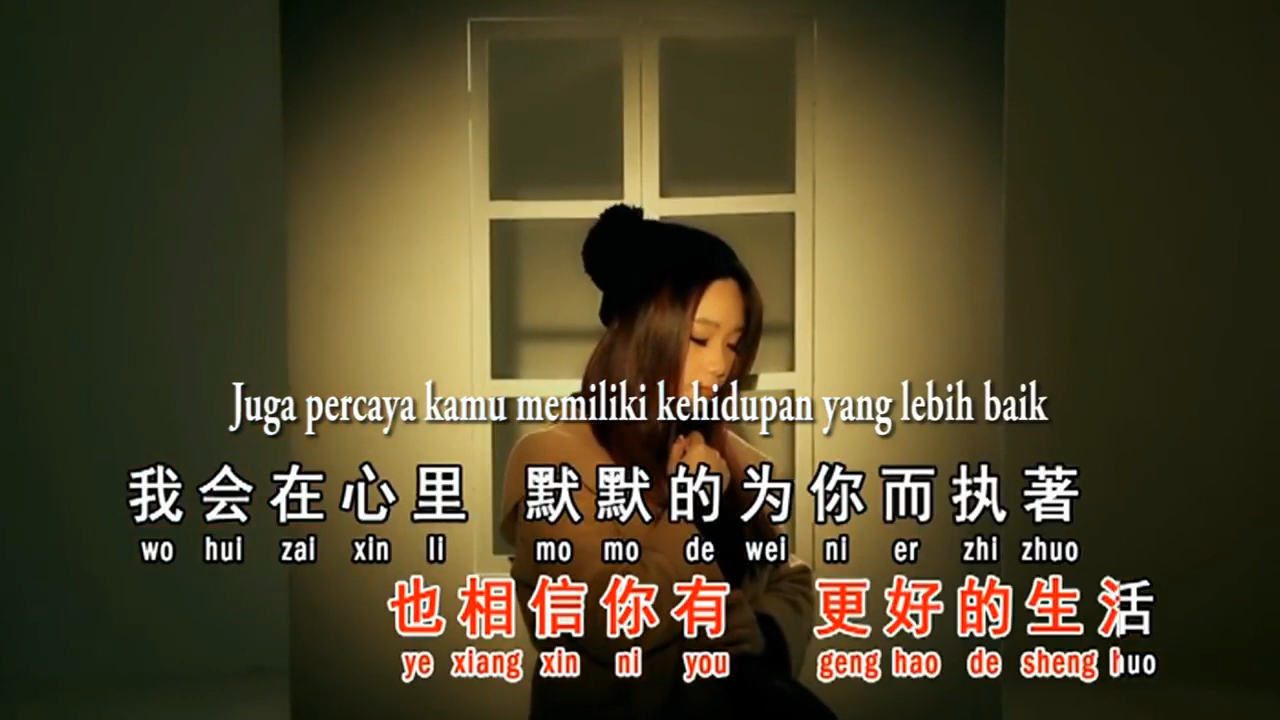 Juga percaya kamu memiliki kehidupan yang lebih baik
我会在心里 默默的为你而执著
wo hui zai xin li mo mo de wei ni er zhi zhuo
也相信你有 更好的生活
ye xiang xin ni you geng hao de sheng huo